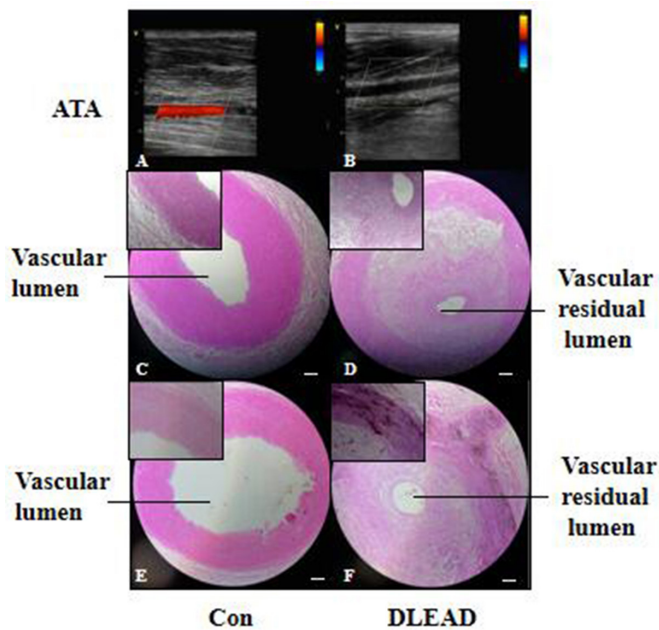 ATA
A
B
Vascular
lumen
C
D
Vascular
residual
lumen
Vascular
lumen
E
F
Vascular
residual
lumen
Con
DLEAD